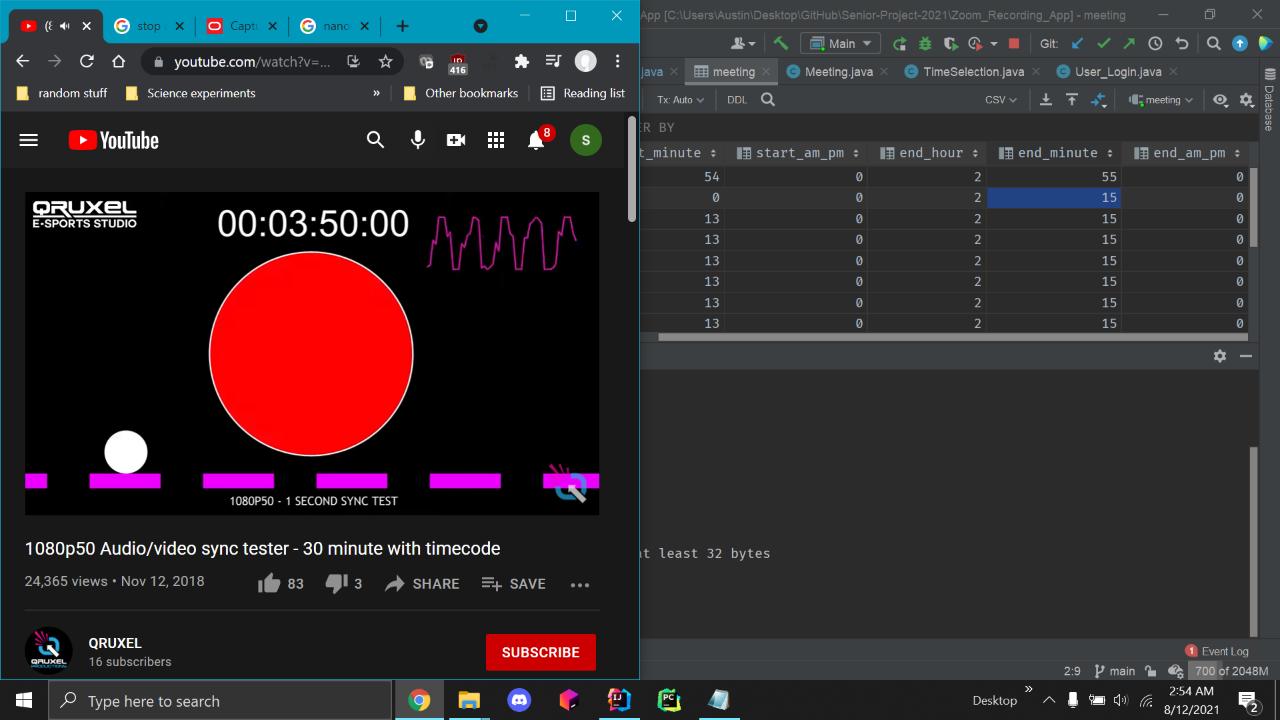 stop
Capt
nano
youtube.com/watch?v=...
416
random stuff
Science experiments
»
Other bookmarks
Reading list
YouTube
8
S
QRUXEL
E-SPORTS STUDIO
00:03:50:00
1080P50 - 1 SECOND SYNC TEST
1080p50 Audio/video sync tester - 30 minute with timecode
24,365 views • Nov 12, 2018
83
3
SHARE
SAVE
QRUXEL
16 subscribers
SUBSCRIBE
App [C:\Users\Austin\Desktop\GitHub\Senior-Project-2021\Zoom_Recording_App] - meeting
Main
Git:
java
meeting
Meeting.java
TimeSelection.java
User_Login.java
Tx: Auto
DDL
CSV
meeting
Database
ER BY
t_minute start_am_pm end_hour end_minute end_am_pm
54 0 2 55 0
0 0 2 15 0
13 0 2 15 0
13 0 2 15 0
13 0 2 15 0
13 0 2 15 0
13 0 2 15 0
13 0 2 15 0
at least 32 bytes
1 Event Log
2:9 main 700 of 2048M
Type here to search
Desktop
»
2:54 AM
8/12/2021
2